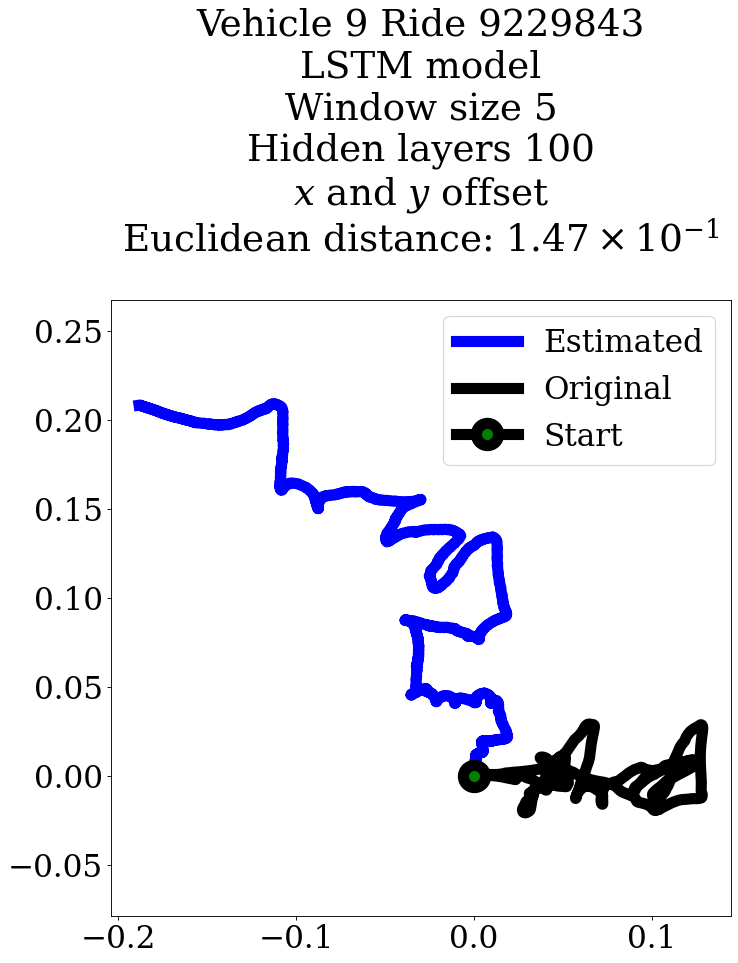 Vehicle 9 Ride 9229843
LSTM model
Window size 5
Hidden layers 100
x and y offset
Euclidean distance: 1.47 × 10⁻¹
Estimated
Original
Start
0.25
0.20
0.15
0.10
0.05
0.00
−0.05
−0.2 −0.1 0.0 0.1